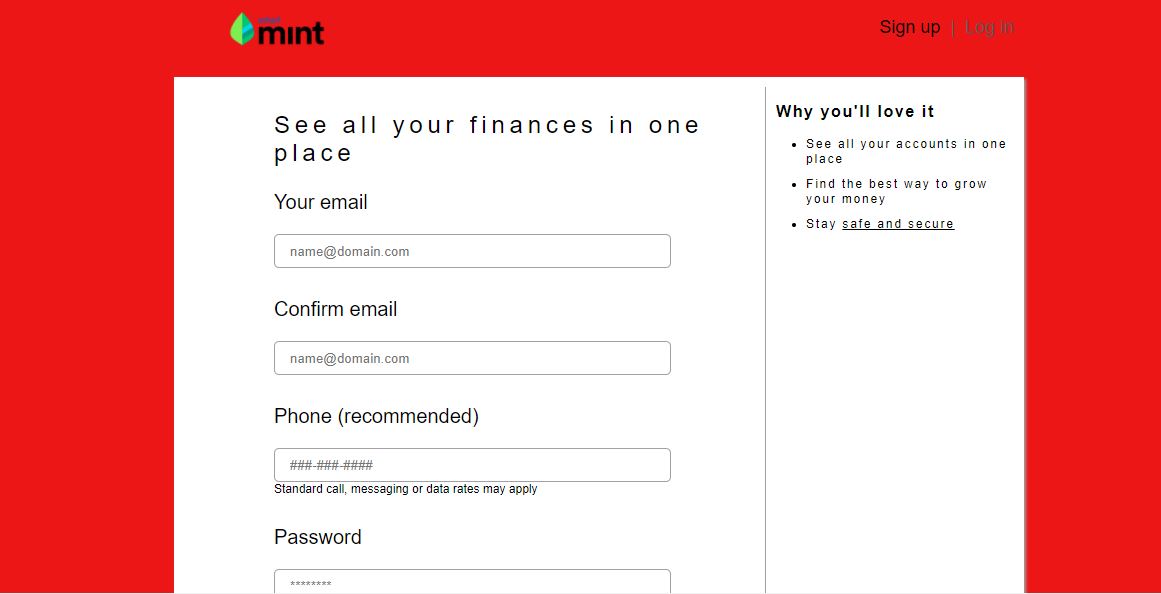 intuit
mint
Sign up | Log in
See all your finances in one
place
Your email
name@domain.com
Confirm email
name@domain.com
Phone (recommended)
###-###-####
Standard call, messaging or data rates may apply
Password
********
Why you'll love it
See all your accounts in one
place
Find the best way to grow
your money
Stay safe and secure